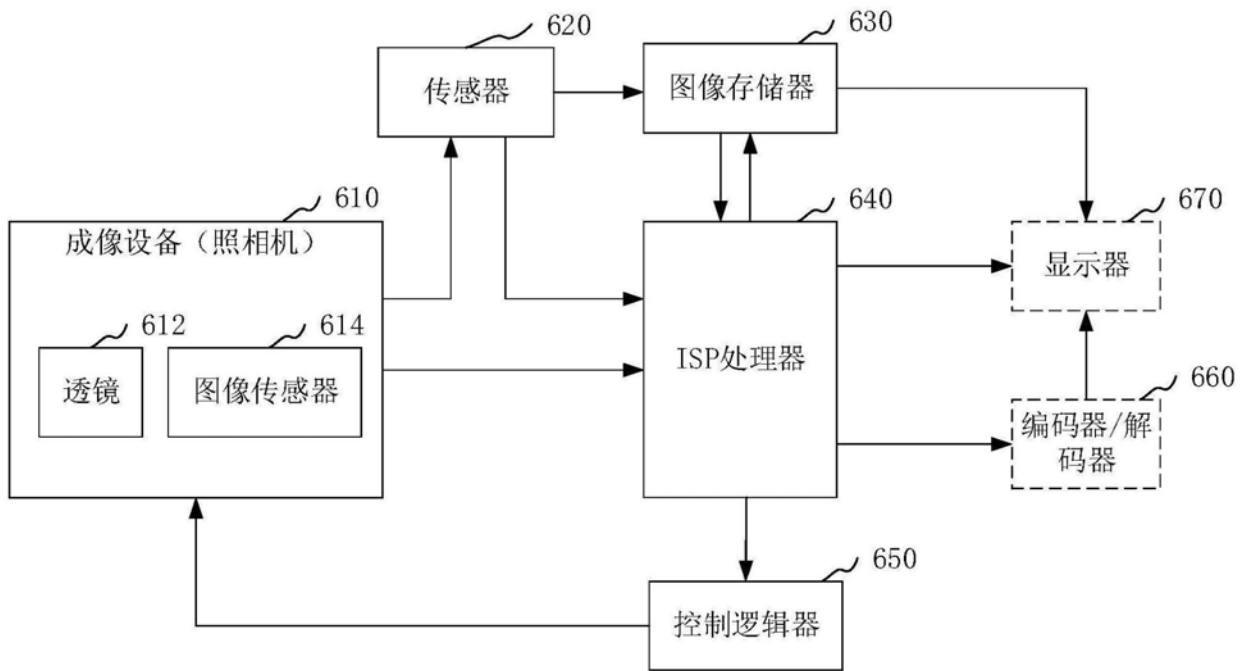 620
传感器
630
图像存储器
610
成像设备（照相机）
612
透镜
614
图像传感器
640
ISP处理器
670
显示器
660
编码器/解
码器
650
控制逻辑器